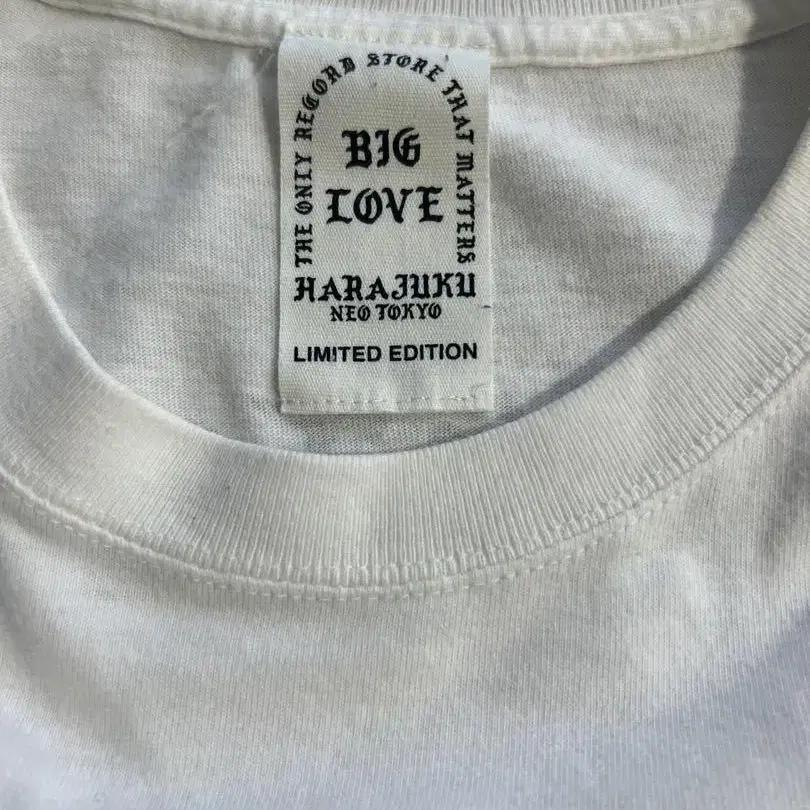 THE ONLY RECORD STORE THAT MATTERS
BIG
LOVE
HARAJUKU
NEO TOKYO
LIMITED EDITION